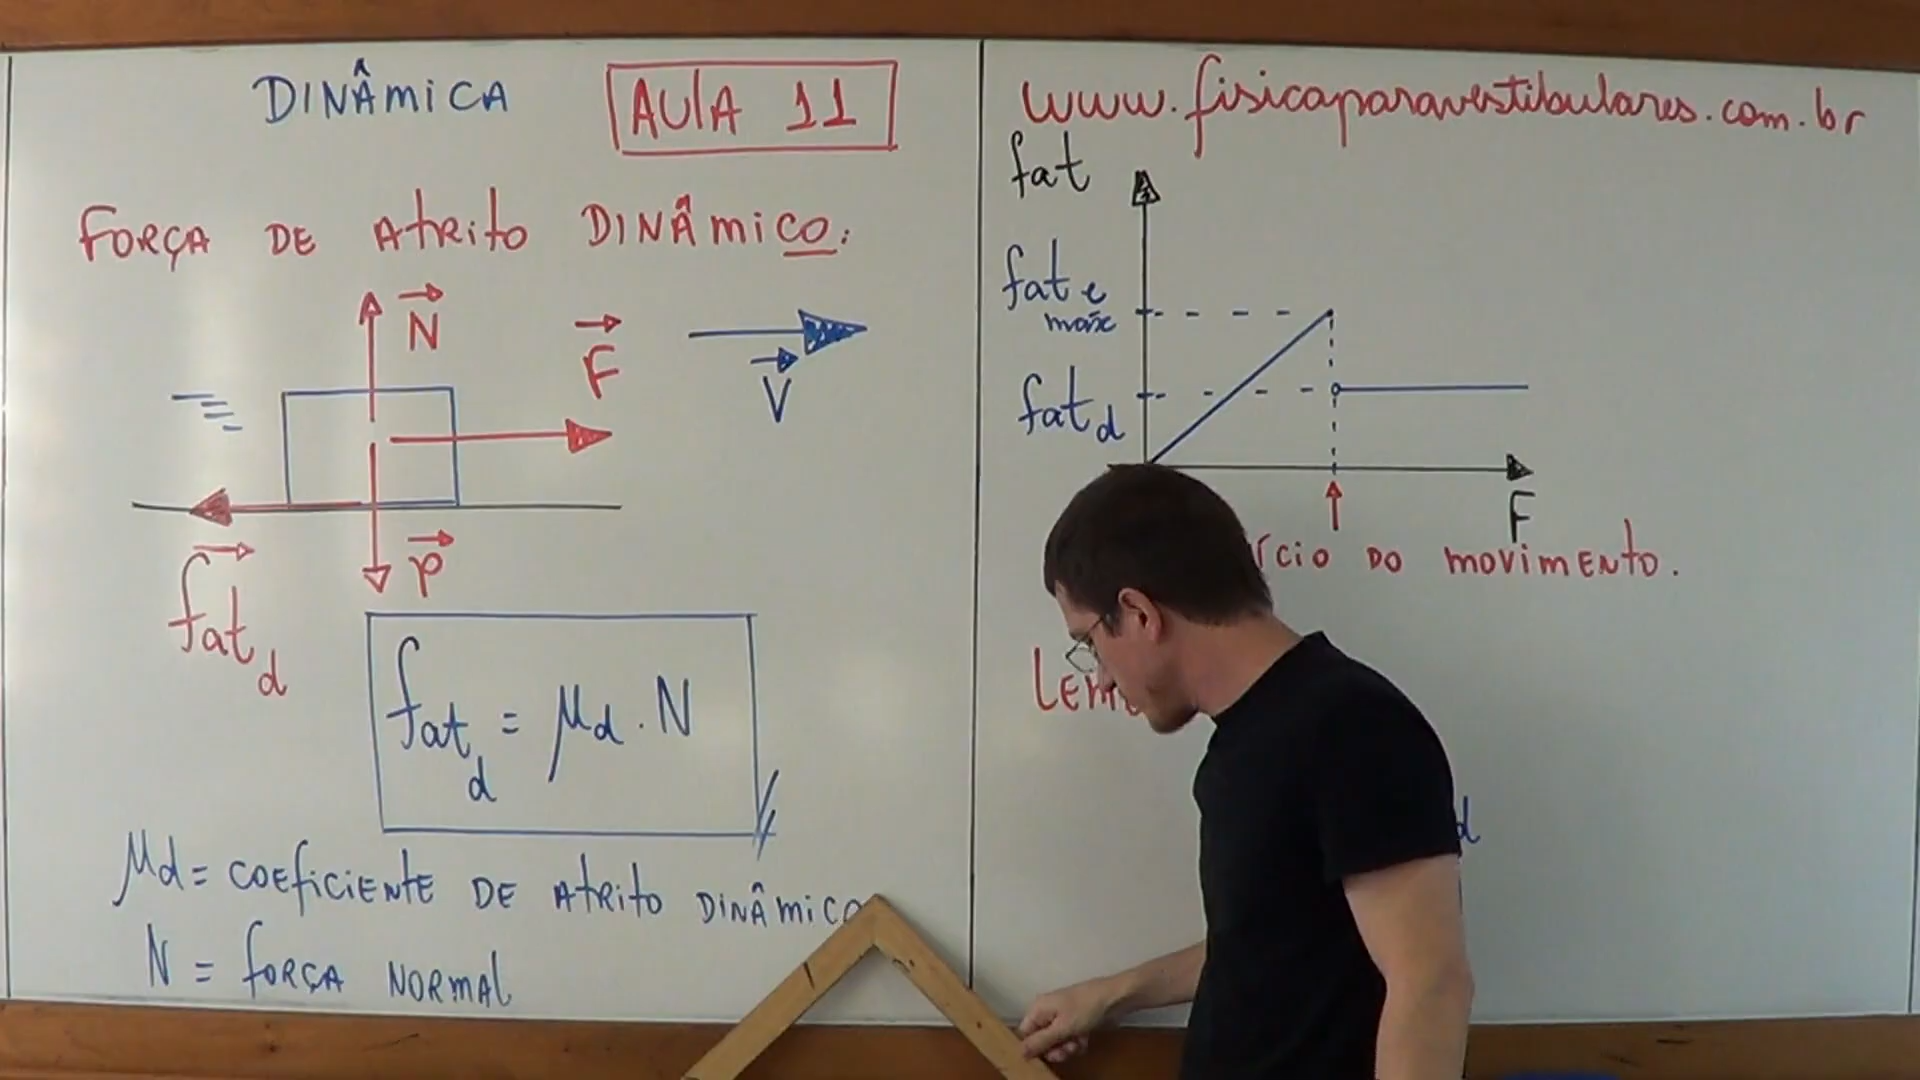 DINÂMICA
AULA 11
FORÇA DE ATRITO DINÂMICO:
N
F
V
P
fat d
fat d = μd . N
μd = COEFICIENTE DE ATRITO DINÂMICO
N = FORÇA NORMAL
www.fisicaparavestibulares.com.br
fat
fat e máx
fat d
F
DO MOVIMENTO.
d